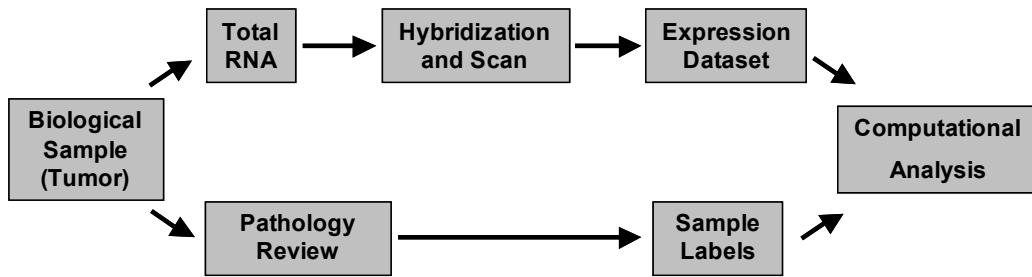 Total
RNA
Hybridization
and Scan
Expression
Dataset
Biological
Sample
(Tumor)
Computational
Analysis
Pathology
Review
Sample
Labels